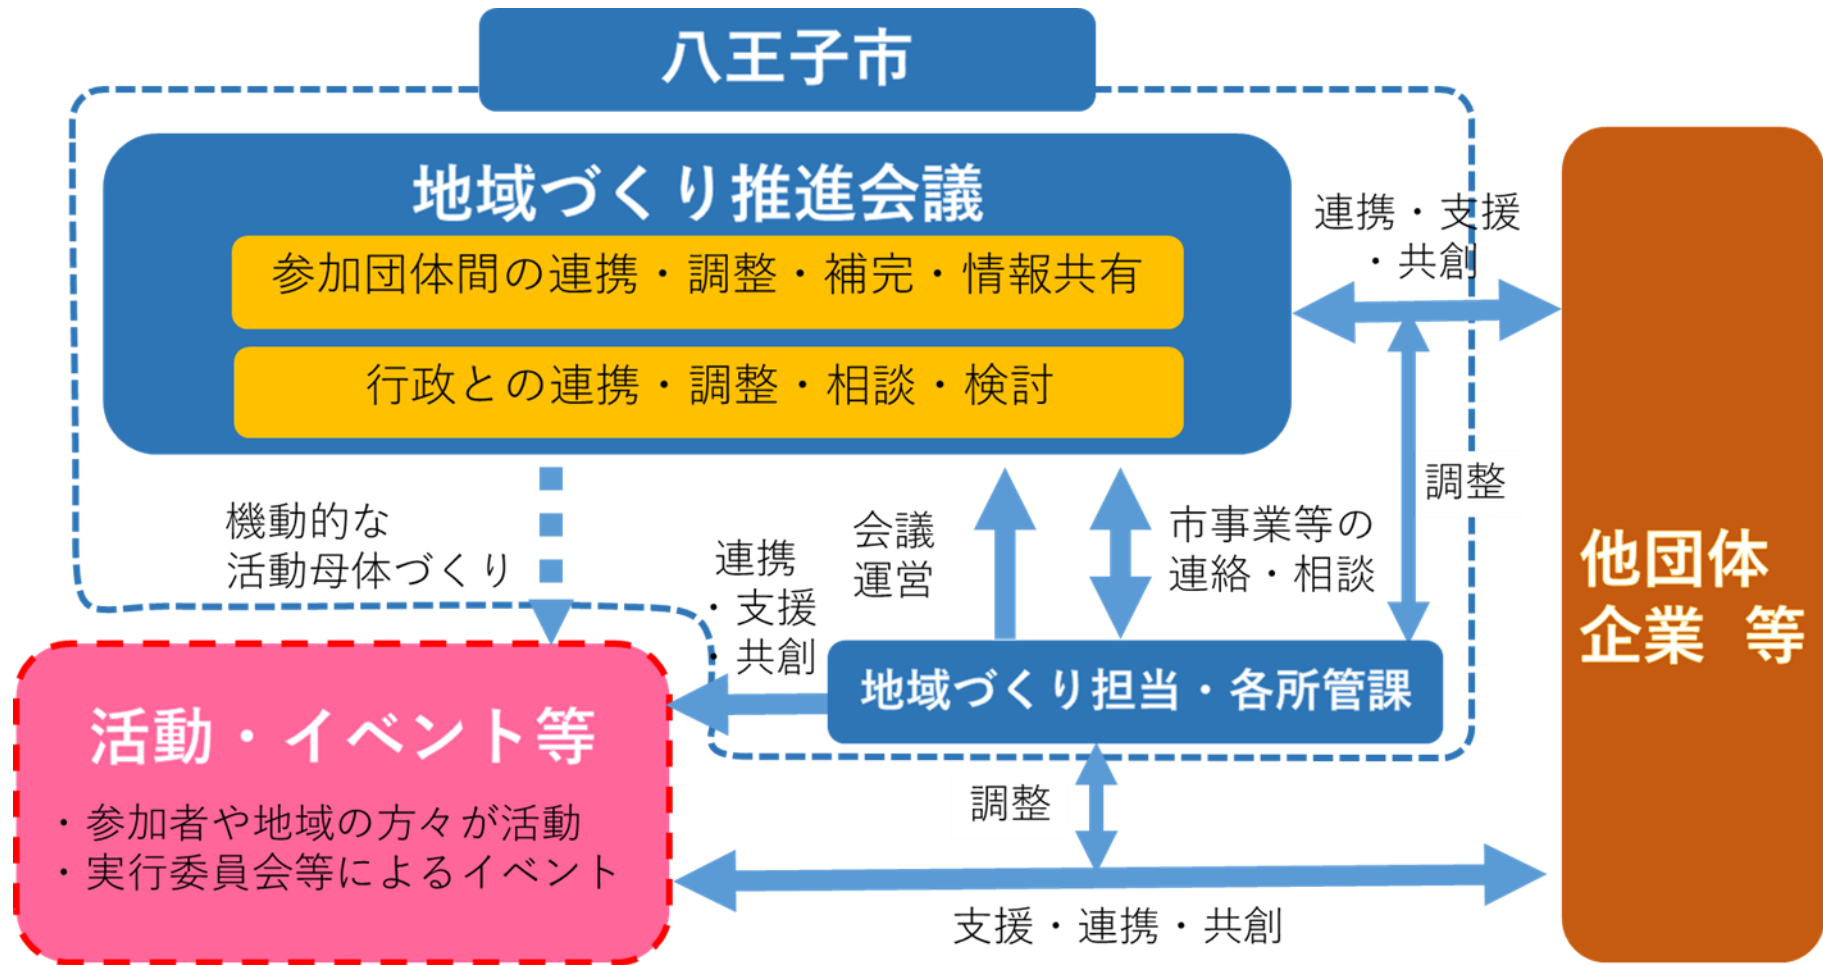 八王子市
地域づくり推進会議
参加団体間の連携・調整・補完・情報共有
行政との連携・調整・相談・検討
連携・支援
・共創
調整
機動的な
活動母体づくり
連携
・支援
・共創
会議
運営
市事業等の
連絡・相談
地域づくり担当・各所管課
他団体
企業 等
活動・イベント等
・参加者や地域の方々が活動
・実行委員会等によるイベント
調整
支援・連携・共創